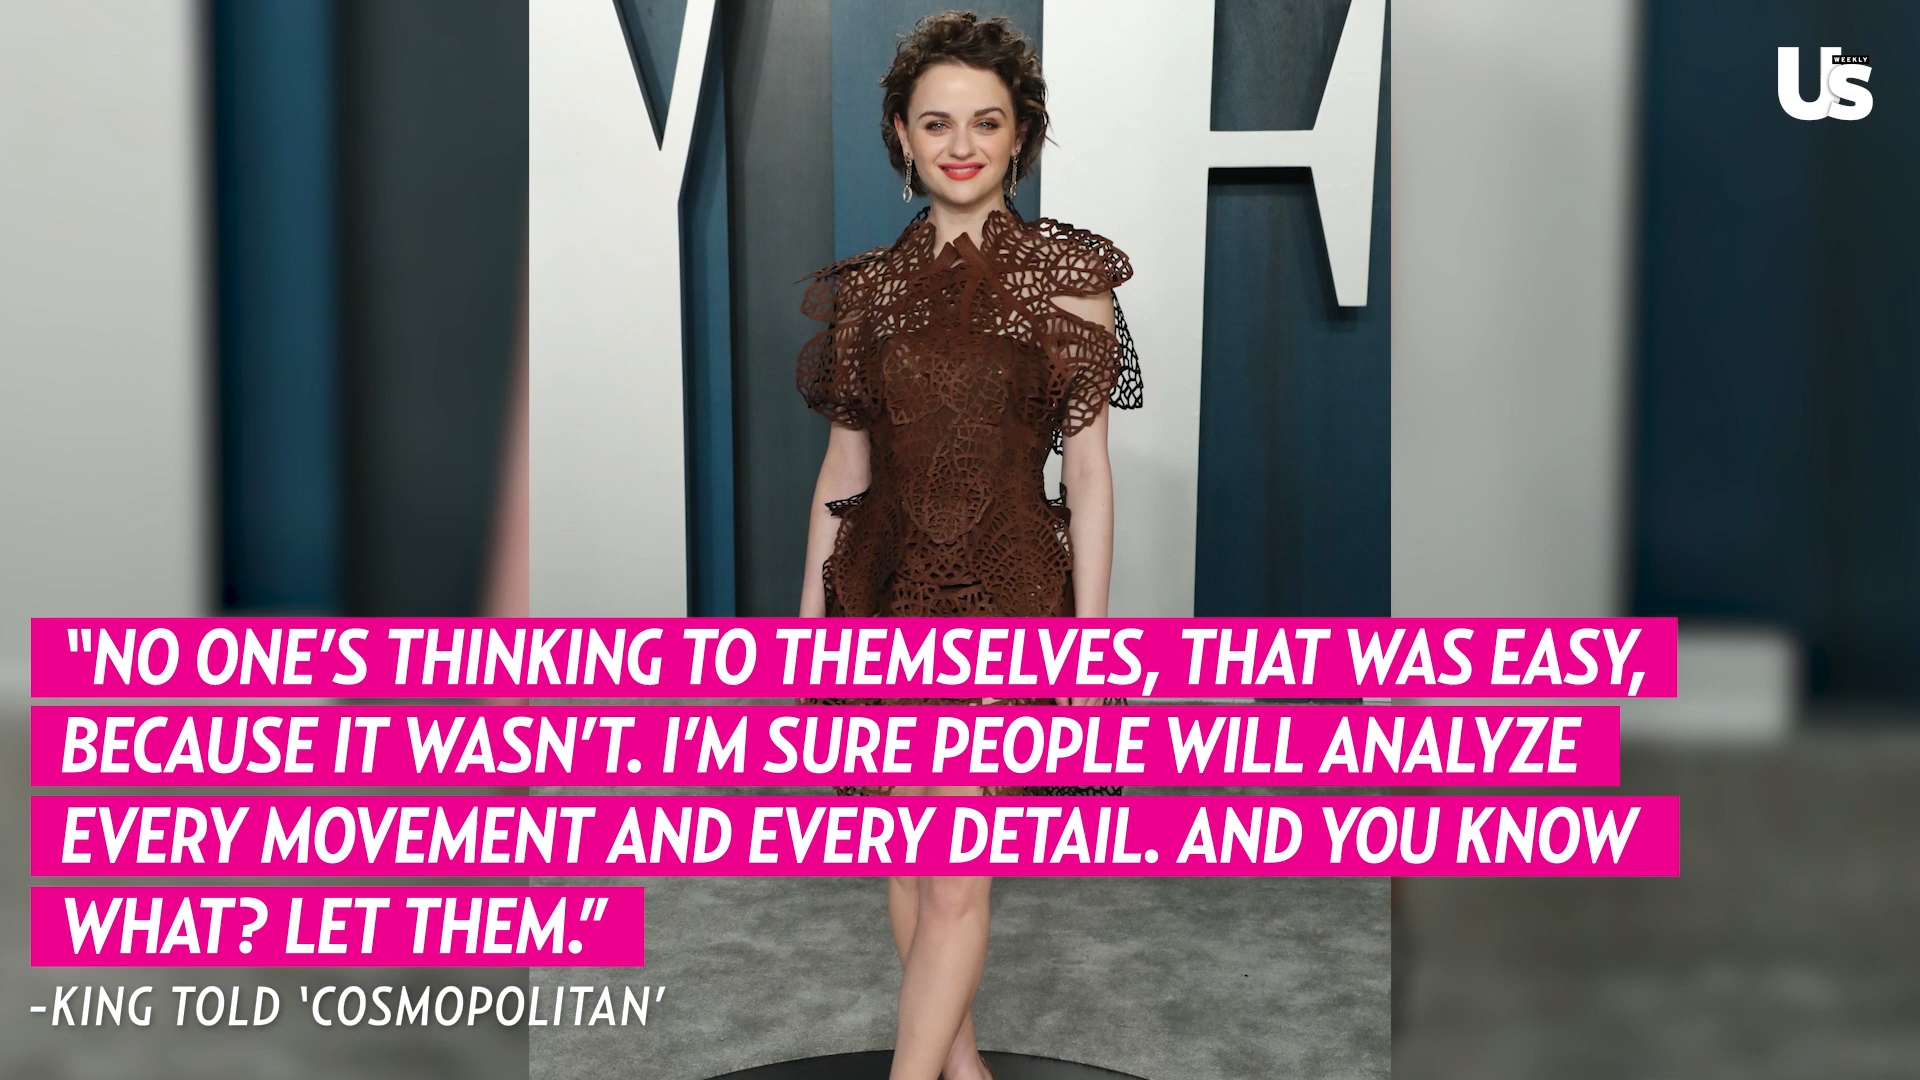 Us
WEEKLY
"NO ONE'S THINKING TO THEMSELVES, THAT WAS EASY,
BECAUSE IT WASN'T. I'M SURE PEOPLE WILL ANALYZE
EVERY MOVEMENT AND EVERY DETAIL. AND YOU KNOW
WHAT? LET THEM."
-KING TOLD 'COSMOPOLITAN'